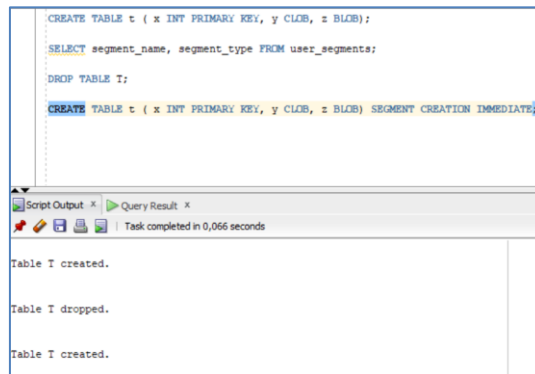 CREATE TABLE t ( x INT PRIMARY KEY, y CLOB, z BLOB);
SELECT segment_name, segment_type FROM user_segments;
DROP TABLE T;
CREATE TABLE t ( x INT PRIMARY KEY, y CLOB, z BLOB) SEGMENT CREATION IMMEDIATE;
Script Output x Query Result x
Task completed in 0,066 seconds
Table T created.
Table T dropped.
Table T created.